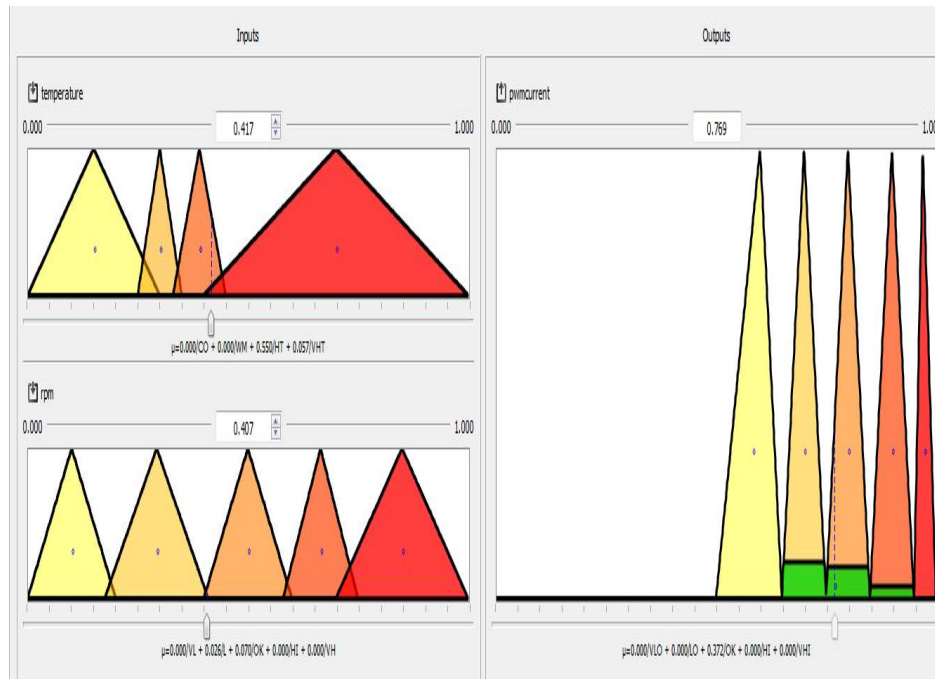 Inputs
temperature
0.000 0.417 1.000
μ=0.000/CO + 0.000/WM + 0.550/HT + 0.057/VHT
rpm
0.000 0.407 1.000
μ=0.000/VL + 0.026/L + 0.070/OK + 0.000/HI + 0.000/VH
Outputs
pwmcurrent
0.000 0.769 1.00
μ=0.000/VLO + 0.000/LO + 0.372/OK + 0.000/HI + 0.000/VHI